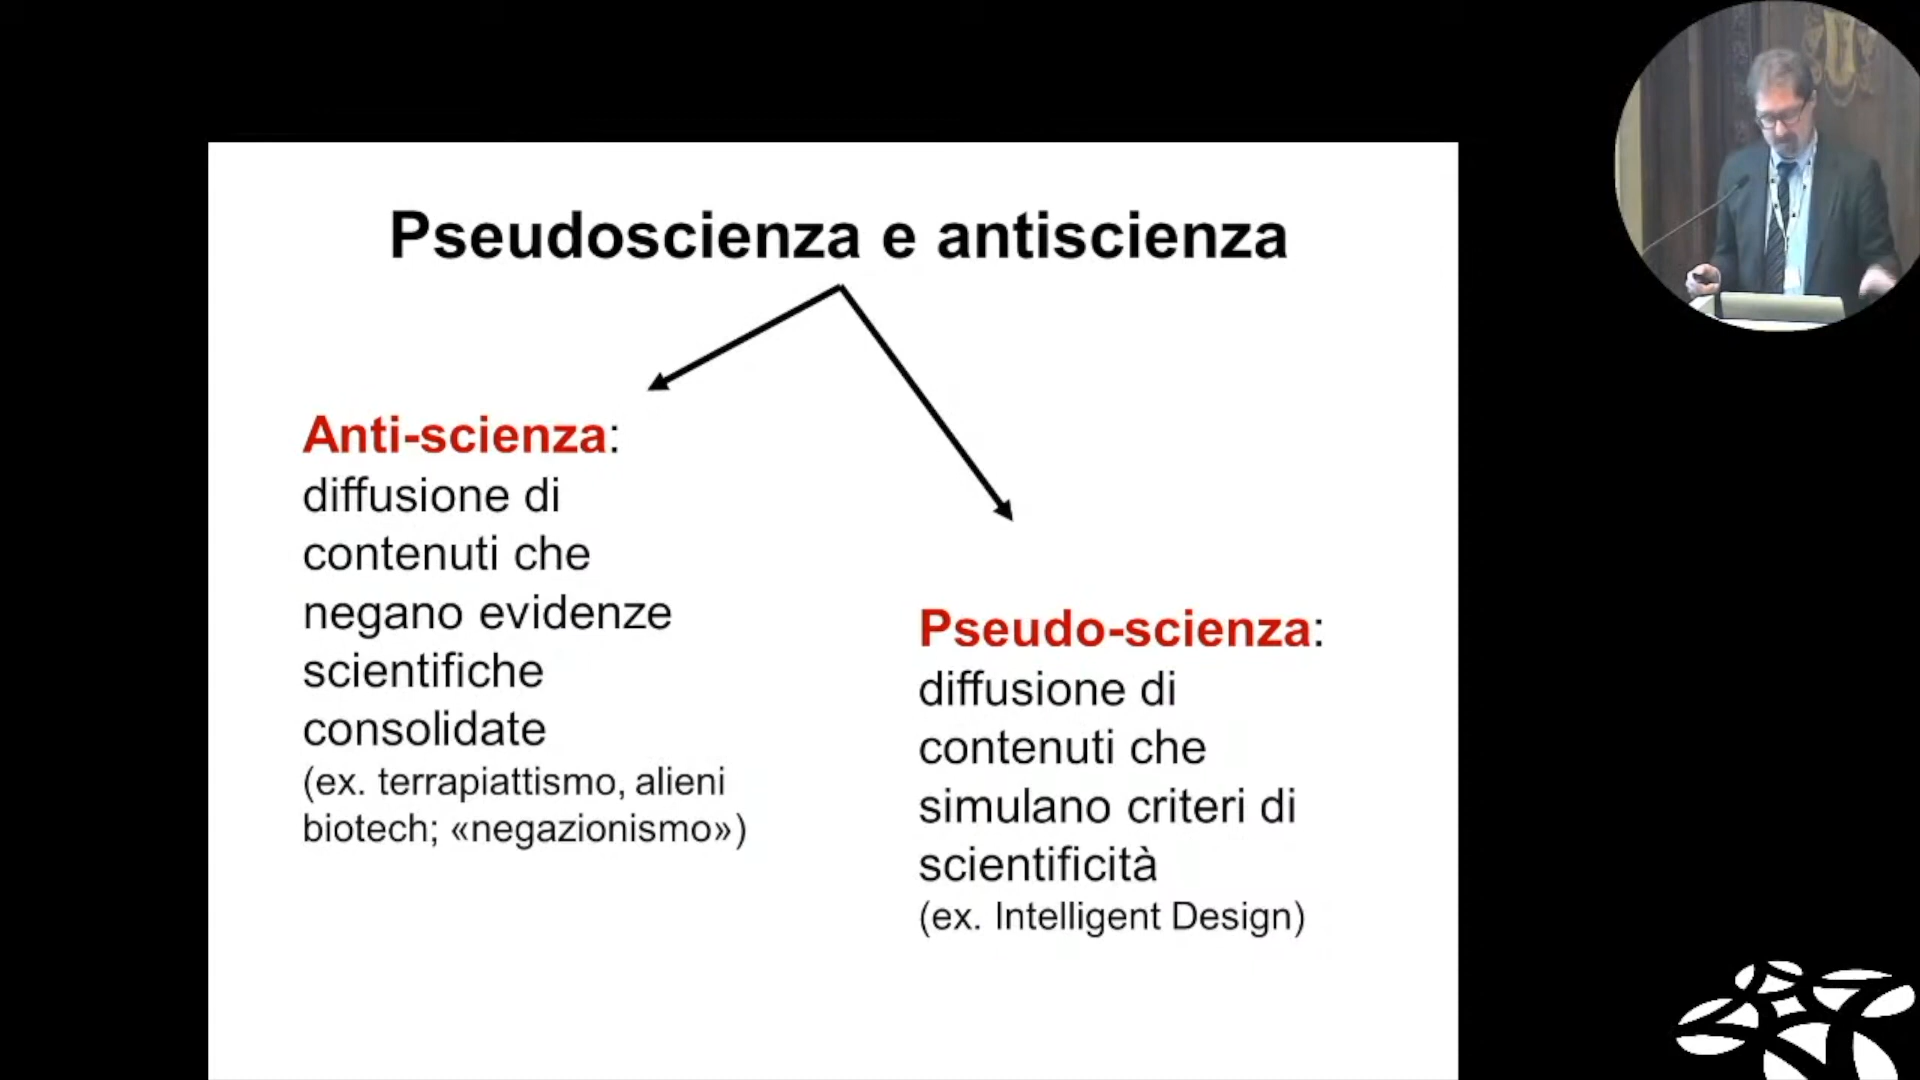 Pseudoscienza e antiscienza
Anti-scienza:
diffusione di
contenuti che
negano evidenze
scientifiche
consolidate
(ex. terrapiattismo, alieni
biotech; «negazionismo»)
Pseudo-scienza:
diffusione di
contenuti che
simulano criteri di
scientificità
(ex. Intelligent Design)